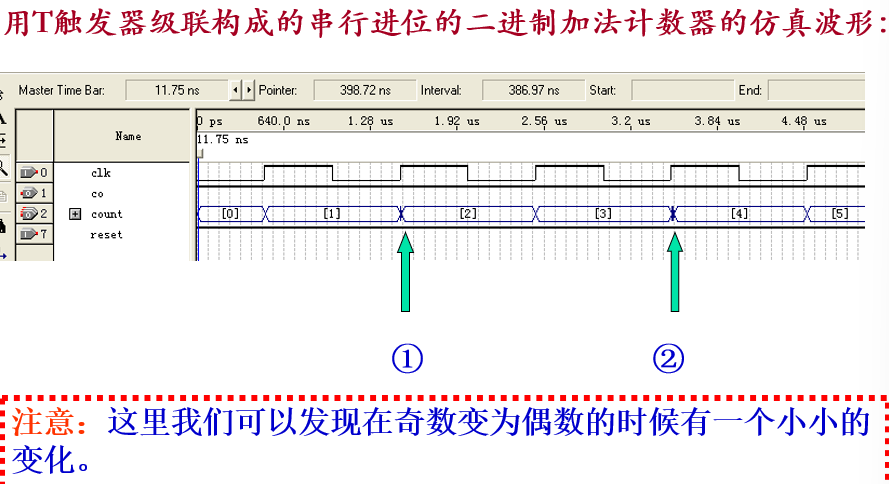 用T触发器级联构成的串行进位的二进制加法计数器的仿真波形：
Master Time Bar: 11.75 ns Pointer: 398.72 ns Interval: 386.97 ns Start: End:
Name 0 ps 640.0 ns 1.28 us 1.92 us 2.56 us 3.2 us 3.84 us 4.48 us
11.75 ns
0 clk
1 co
2 count [0] [1] [2] [3] [4] [5]
7 reset
① ②
注意：这里我们可以发现在奇数变为偶数的时候有一个小小的
变化。